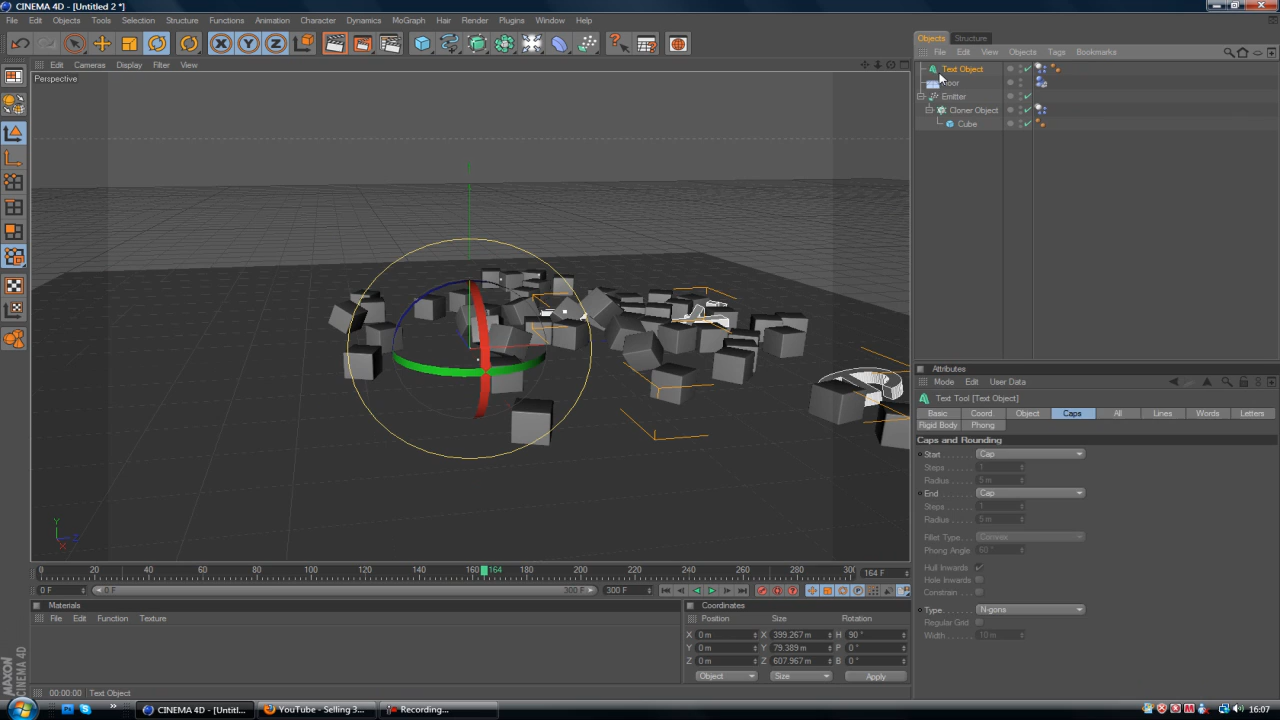 CINEMA 4D - [Untitled 2 *]
File Edit Objects Tools Selection Structure Functions Animation Character Dynamics MoGraph Hair Render Plugins Window Help
X Y Z
Edit Cameras Display Filter View
Perspective
Y
X
Objects Structure
File Edit View Objects Tags Bookmarks
Text Object
Emitter
Cloner Object
Cube
Attributes
Mode Edit User Data
Text Tool [Text Object]
Basic Coord Object Caps All Lines Words Letters
Rigid Body Phong
Caps and Rounding
Start Cap
Steps 1
Radius 5 m
End Cap
Steps 1
Radius 5 m
Fillet Type Convex
Phong Angle 60 °
Hull Inwards
Hole Inwards
Constrain
Type N-gons
Regular Grid
Width 10 m
0 20 40 60 80 100 120 140 160 164 180 200 220 240 260 280 300 164 F
0 F 0 F 300 F 300 F
Materials
File Edit Function Texture
Coordinates
Position Size Rotation
X 0 m X 399.267 m H 90 °
Y 0 m Y 79.389 m P 0 °
Z 0 m Z 607.967 m B 0 °
Object Size Apply
MAXON CINEMA 4D
00:00:00 Text Object
CINEMA 4D - [Untitl... YouTube - Selling 3... Recording... 16:07